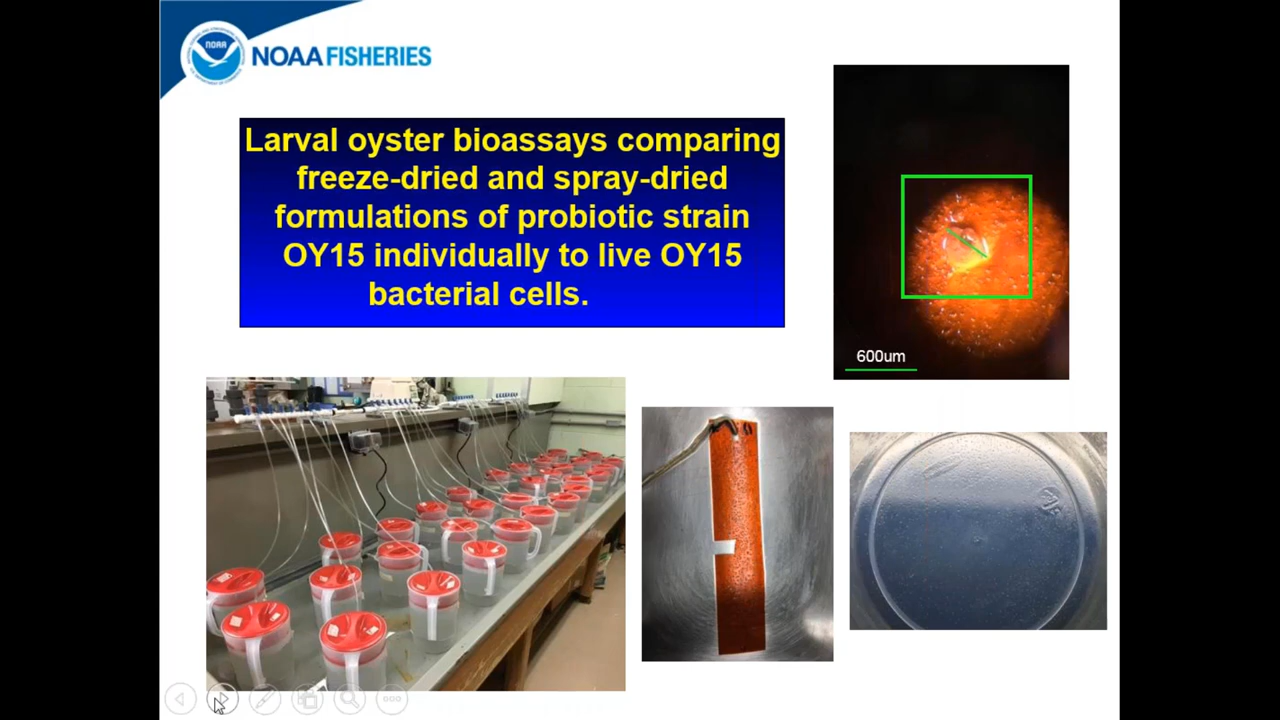 NOAA
NOAA FISHERIES
Larval oyster bioassays comparing
freeze-dried and spray-dried
formulations of probiotic strain
OY15 individually to live OY15
bacterial cells.
600um